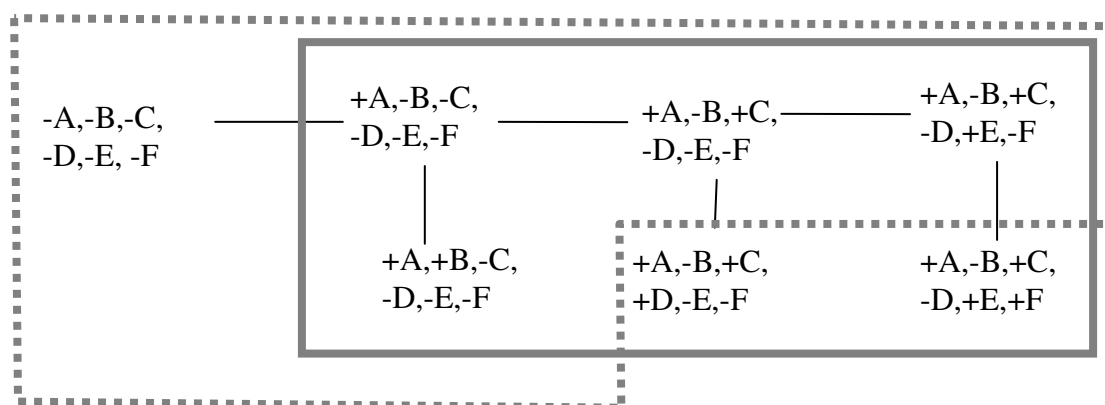 -A,-B,-C,
-D,-E, -F
+A,-B,-C,
-D,-E,-F
+A,-B,+C,
-D,-E,-F
+A,-B,+C,
-D,+E,-F
+A,+B,-C,
-D,-E,-F
+A,-B,+C,
+D,-E,-F
+A,-B,+C,
-D,+E,+F